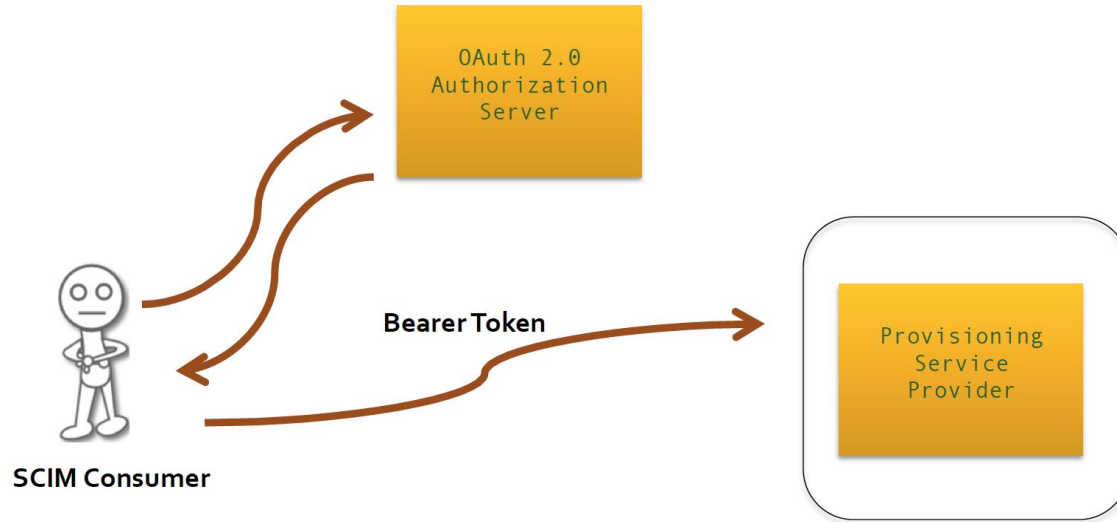 OAuth 2.0
Authorization
Server
Bearer Token
Provisioning
Service
Provider
SCIM Consumer